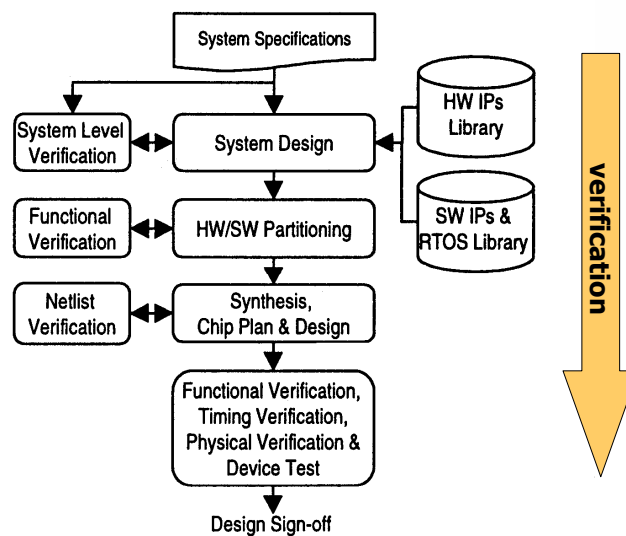 System Specifications
System Level
Verification
System Design
HW IPs
Library
SW IPs &
RTOS Library
Functional
Verification
HW/SW Partitioning
Netlist
Verification
Synthesis,
Chip Plan & Design
Functional Verification,
Timing Verification,
Physical Verification &
Device Test
Design Sign-off
verification